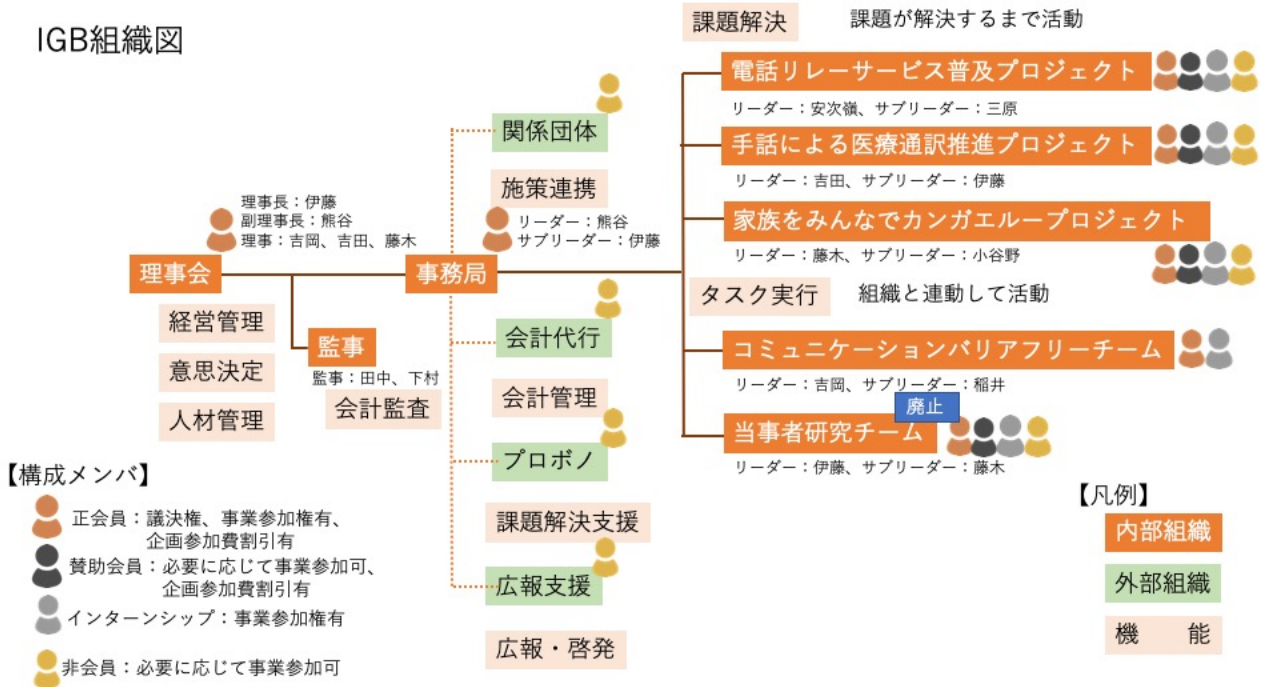 IGB組織図
理事長：伊藤
副理事長：熊谷
理事：吉岡、吉田、藤木
理事会
経営管理
意思決定
人材管理
監事
監事：田中、下村
会計監査
事務局
リーダー：熊谷
サブリーダー：伊藤
関係団体
施策連携
会計代行
会計管理
プロボノ
課題解決支援
広報支援
広報・啓発
課題解決
課題が解決するまで活動
電話リレーサービス普及プロジェクト
リーダー：安次嶺、サブリーダー：三原
手話による医療通訳推進プロジェクト
リーダー：吉田、サブリーダー：伊藤
家族をみんなでカンガエループロジェクト
リーダー：藤木、サブリーダー：小谷野
タスク実行
組織と連動して活動
コミュニケーションバリアフリーチーム
リーダー：吉岡、サブリーダー：稲井
廃止
当事者研究チーム
リーダー：伊藤、サブリーダー：藤木
【構成メンバ】
正会員：議決権、事業参加権有、
企画参加費割引有
賛助会員：必要に応じて事業参加可、
企画参加費割引有
インターンシップ：事業参加権有
非会員：必要に応じて事業参加可
【凡例】
内部組織
外部組織
機　能